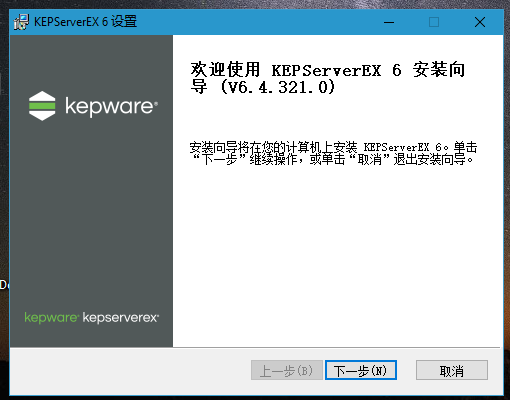 KEPServerEX 6 设置
kepware®
欢迎使用 KEPServerEX 6 安装向
导 (V6.4.321.0)
安装向导将在您的计算机上安装 KEPServerEX 6。单击
“下一步”继续操作，或单击“取消”退出安装向导。
kepware® kepserverex®
上一步(B) 下一步(N) 取消